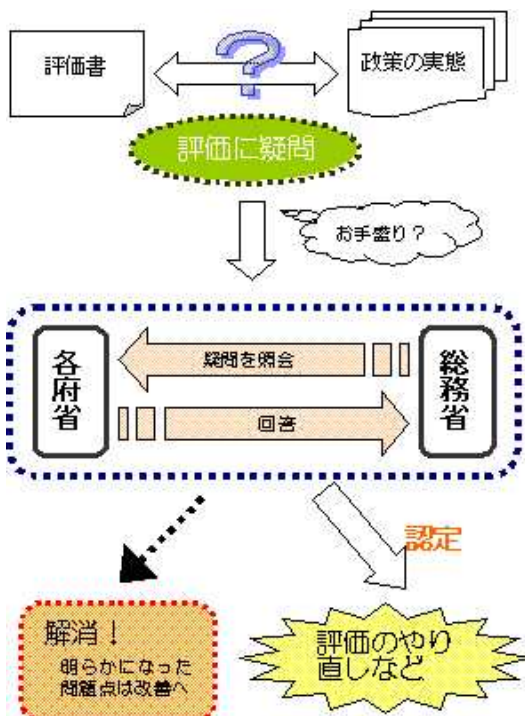 評価書
?
政策の実態
評価に疑問
お手盛り？
各府省
疑問を照会
総務省
回答
認定
解消！
明らかになった
問題点は改善へ
評価のやり
直しなど